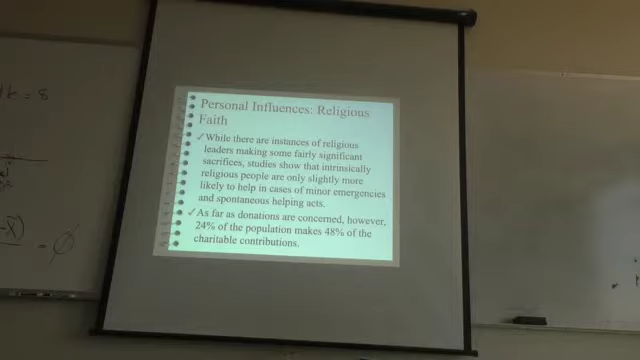 Personal Influences: Religious
Faith
✓While there are instances of religious
leaders making some fairly significant
sacrifices, studies show that intrinsically
religious people are only slightly more
likely to help in cases of minor emergencies
and spontaneous helping acts.
✓As far as donations are concerned, however,
24% of the population makes 48% of the
charitable contributions.
= 8
= ∅